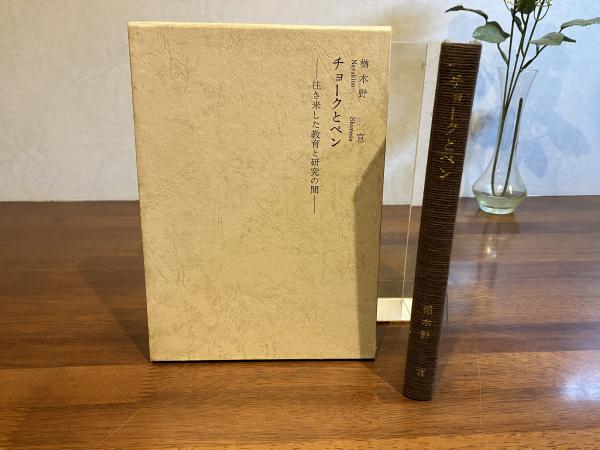 楢木野 宣
Narakino Shimesu
チョークとペン
――往き来した教育と研究の間――
チョークとペン
楢木野 宣